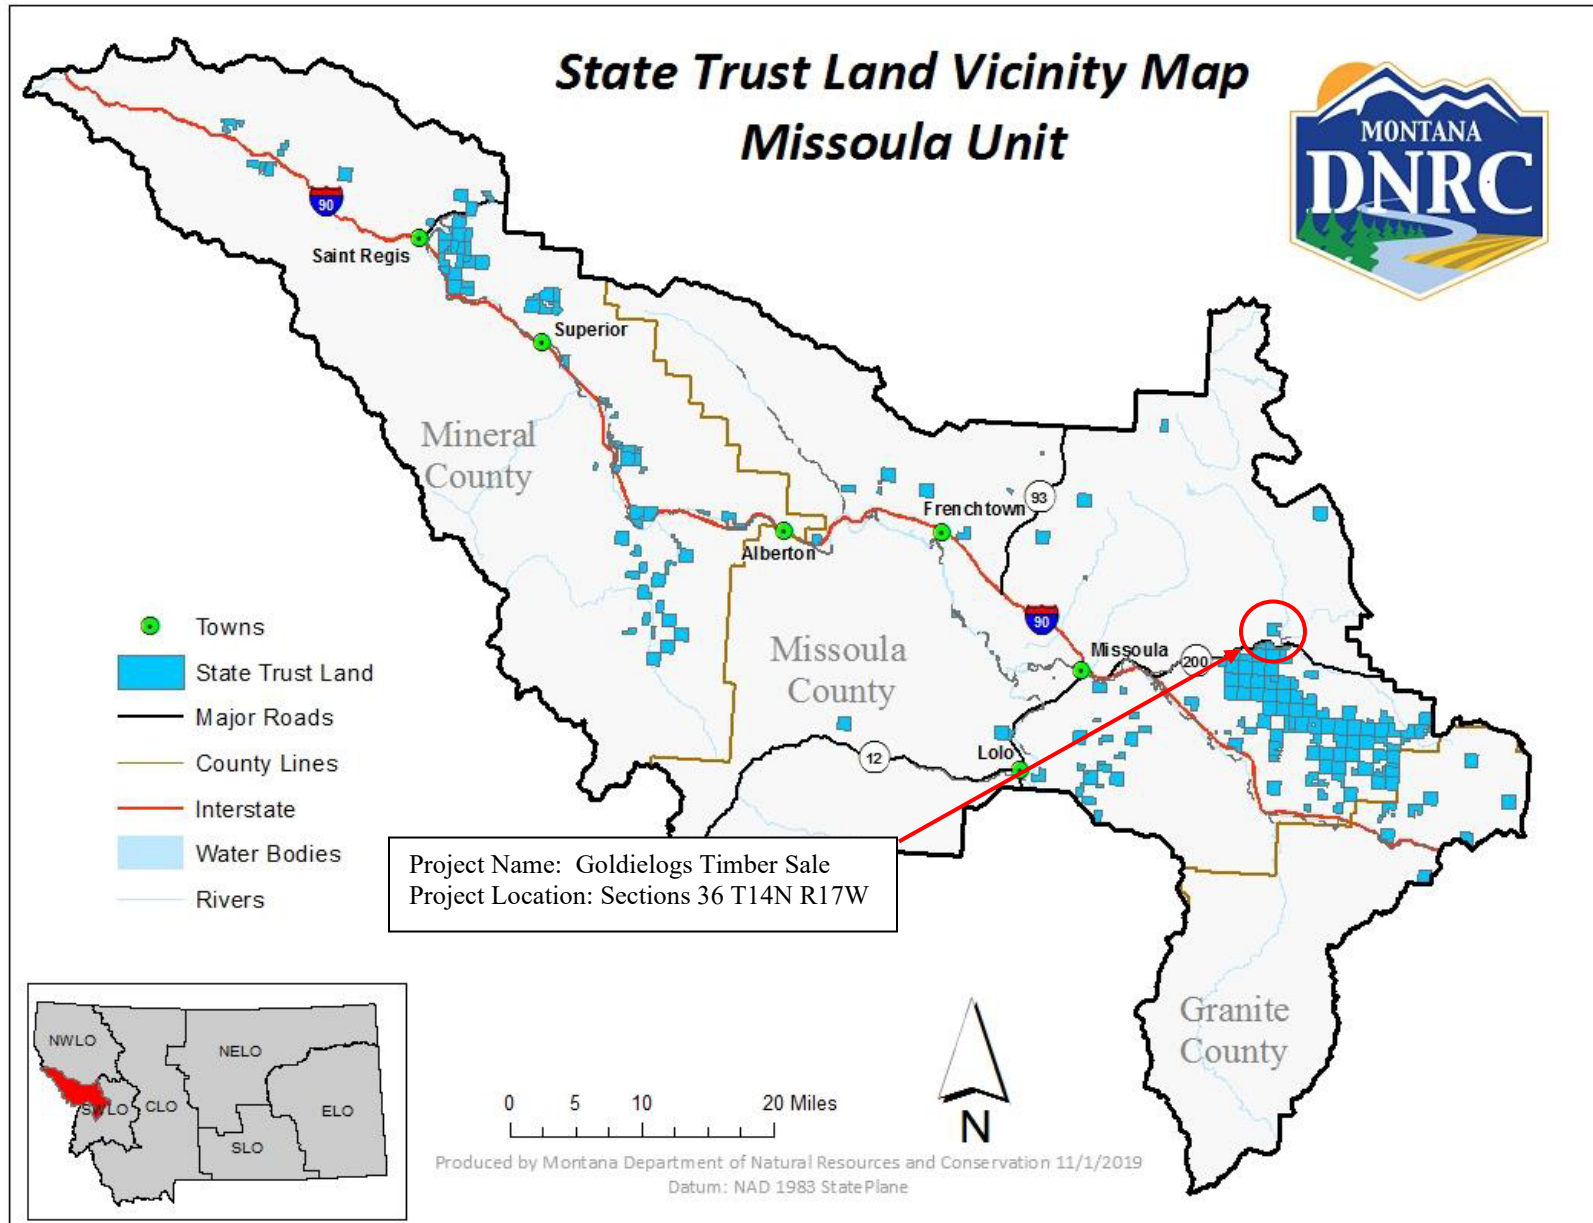 State Trust Land Vicinity Map
Missoula Unit
MONTANA
DNRC
90
Saint Regis
Superior
Mineral
County
93
Frenchtown
Alberton
90
Missoula
200
Missoula
County
Lolo
12
Towns
State Trust Land
Major Roads
County Lines
Interstate
Water Bodies
Rivers
Project Name: Goldielogs Timber Sale
Project Location: Sections 36 T14N R17W
Granite
County
NWLO
NELO
SWLO
CLO
ELO
SLO
0 5 10 20 Miles
N
Produced by Montana Department of Natural Resources and Conservation 11/1/2019
Datum: NAD 1983 StatePlane